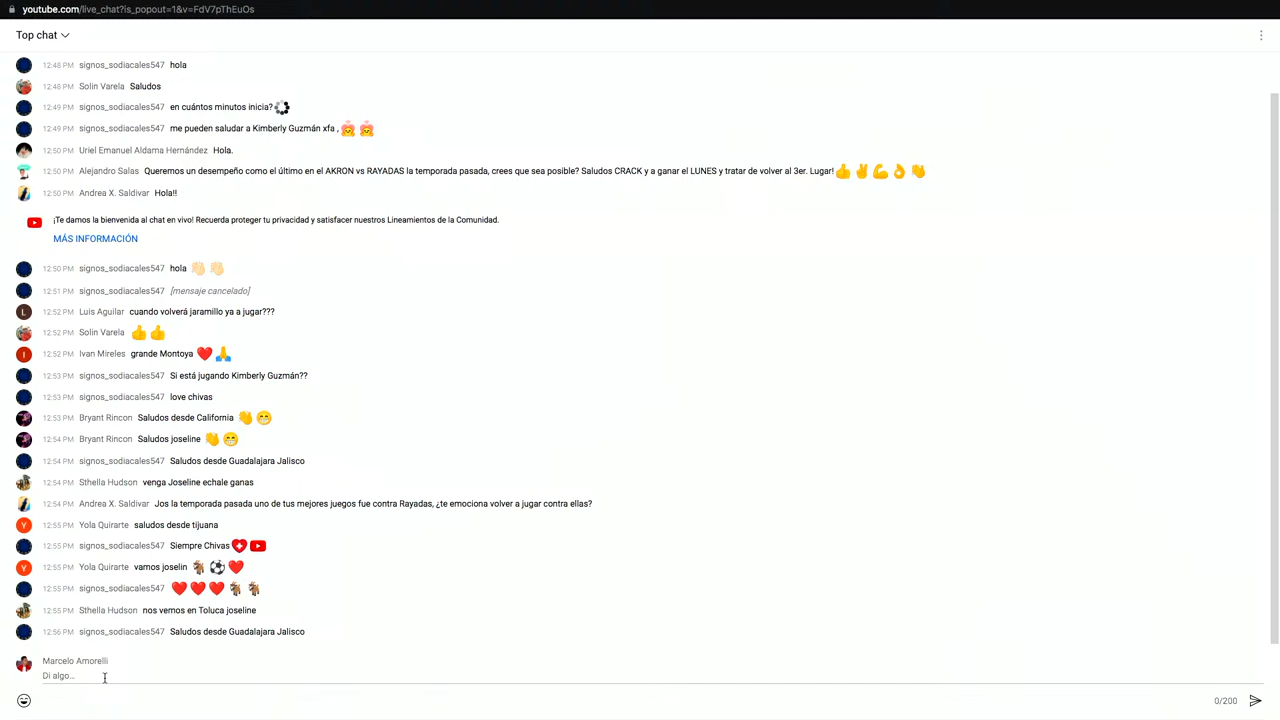 youtube.com/live_chat?is_popout=1&v=FdV7pThEuOs
Top chat
12:48 PM signos_sodiacales547 hola
12:48 PM Solin Varela Saludos
12:49 PM signos_sodiacales547 en cuántos minutos inicia?
12:49 PM signos_sodiacales547 me pueden saludar a Kimberly Guzmán xfa ,
12:50 PM Uriel Emanuel Aldama Hernández Hola.
12:50 PM Alejandro Salas Queremos un desempeño como el último en el AKRON vs RAYADAS la temporada pasada, crees que sea posible? Saludos CRACK y a ganar el LUNES y tratar de volver al 3er. Lugar!👍✌💪👌👏
12:50 PM Andrea X. Saldivar Hola!!
¡Te damos la bienvenida al chat en vivo! Recuerda proteger tu privacidad y satisfacer nuestros Lineamientos de la Comunidad.
MÁS INFORMACIÓN
12:50 PM signos_sodiacales547 hola 👏🏻👏🏻
12:51 PM signos_sodiacales547 [mensaje cancelado]
L 12:52 PM Luis Aguilar cuando volverá jaramillo ya a jugar???
12:52 PM Solin Varela 👍👍
I 12:52 PM Ivan Mireles grande Montoya ❤️🙏
12:53 PM signos_sodiacales547 Si está jugando Kimberly Guzmán??
12:53 PM signos_sodiacales547 love chivas
12:53 PM Bryant Rincon Saludos desde California 👏😁
12:54 PM Bryant Rincon Saludos joseline 👏😁
12:54 PM signos_sodiacales547 Saludos desde Guadalajara Jalisco
12:54 PM Sthella Hudson venga Joseline echale ganas
12:54 PM Andrea X. Saldivar Jos la temporada pasada uno de tus mejores juegos fue contra Rayadas, ¿te emociona volver a jugar contra ellas?
Y 12:55 PM Yola Quirarte saludos desde tijuana
12:55 PM signos_sodiacales547 Siempre Chivas
Y 12:55 PM Yola Quirarte vamos joselin 🐐⚽❤️
12:55 PM signos_sodiacales547 ❤️❤️❤️🐐🐐
12:55 PM Sthella Hudson nos vemos en Toluca joseline
12:56 PM signos_sodiacales547 Saludos desde Guadalajara Jalisco
Marcelo Amorelli
Di algo...
0/200